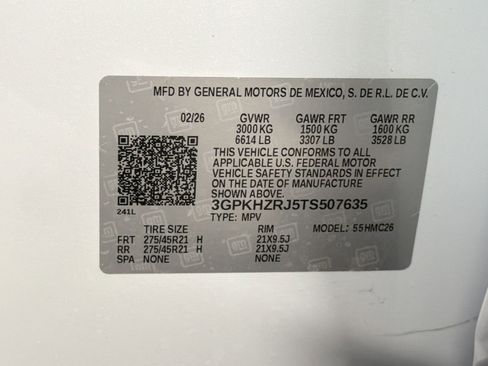 MFD BY GENERAL MOTORS DE MEXICO, S. DE R.L. DE C.V.
02/26 GVWR GAWR FRT GAWR RR
3000 KG 1500 KG 1600 KG
6614 LB 3307 LB 3528 LB
THIS VEHICLE CONFORMS TO ALL
APPLICABLE U.S. FEDERAL MOTOR
VEHICLE SAFETY STANDARDS IN EFFECT
ON THE DATE OF MANUFACTURE SHOWN ABOVE.
3GPKHZRJ5TS507635
241L TYPE: MPV
TIRE SIZE RIM MODEL: 55HMC26
FRT 275/45R21 H 21X9.5J
RR 275/45R21 H 21X9.5J
SPA NONE NONE